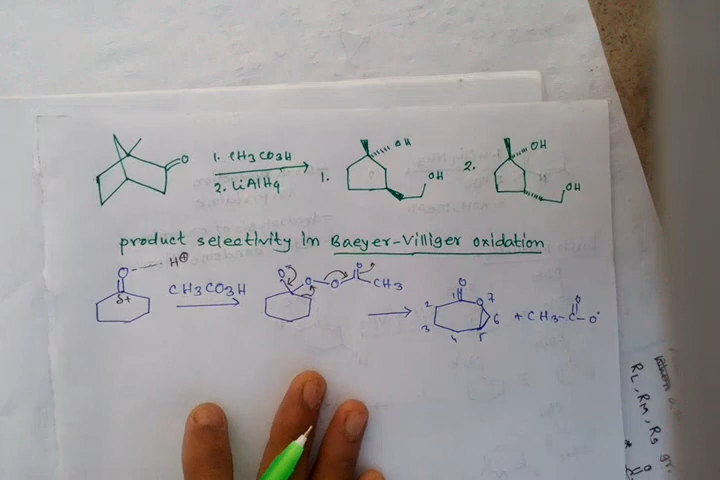 O 1. CH3CO3H 2. LiAlH4 1. OH OH 2. OH OH
product selectivity in Baeyer-Villiger oxidation
O H⊕ δ+ CH3CO3H O O O O CH3 O 1 2 3 4 5 6 7 O + CH3-C-O⁻ O
RL, RM, RS gr.